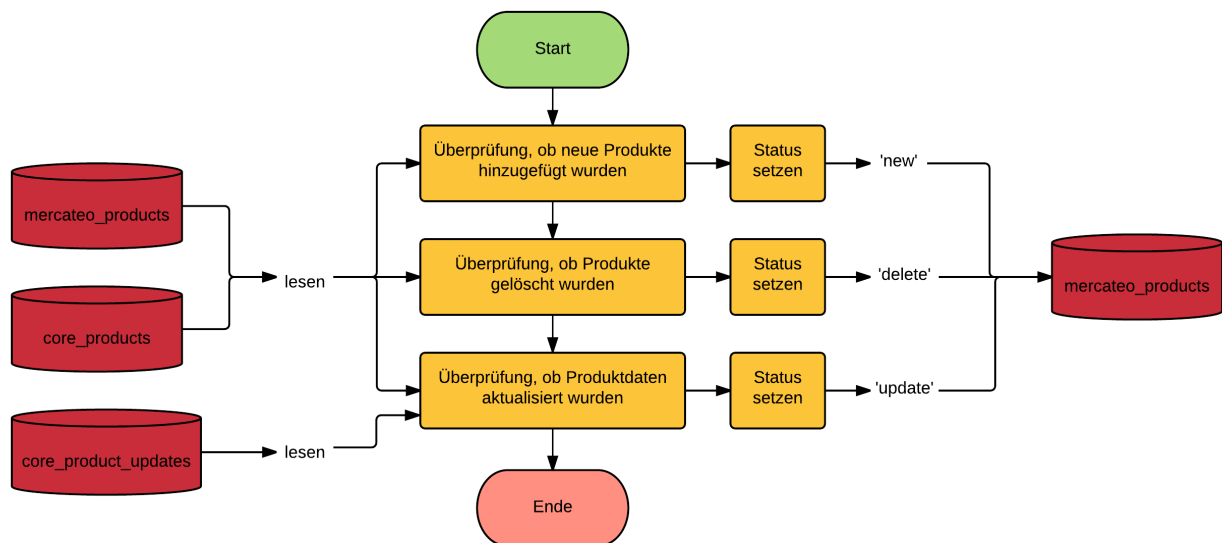 Start
Überprüfung, ob neue Produkte
hinzugefügt wurden
Status
setzen
'new'
mercateo_products
core_products
lesen
Überprüfung, ob Produkte
gelöscht wurden
Status
setzen
'delete'
mercateo_products
Überprüfung, ob Produktdaten
aktualisiert wurden
Status
setzen
'update'
core_product_updates
lesen
Ende